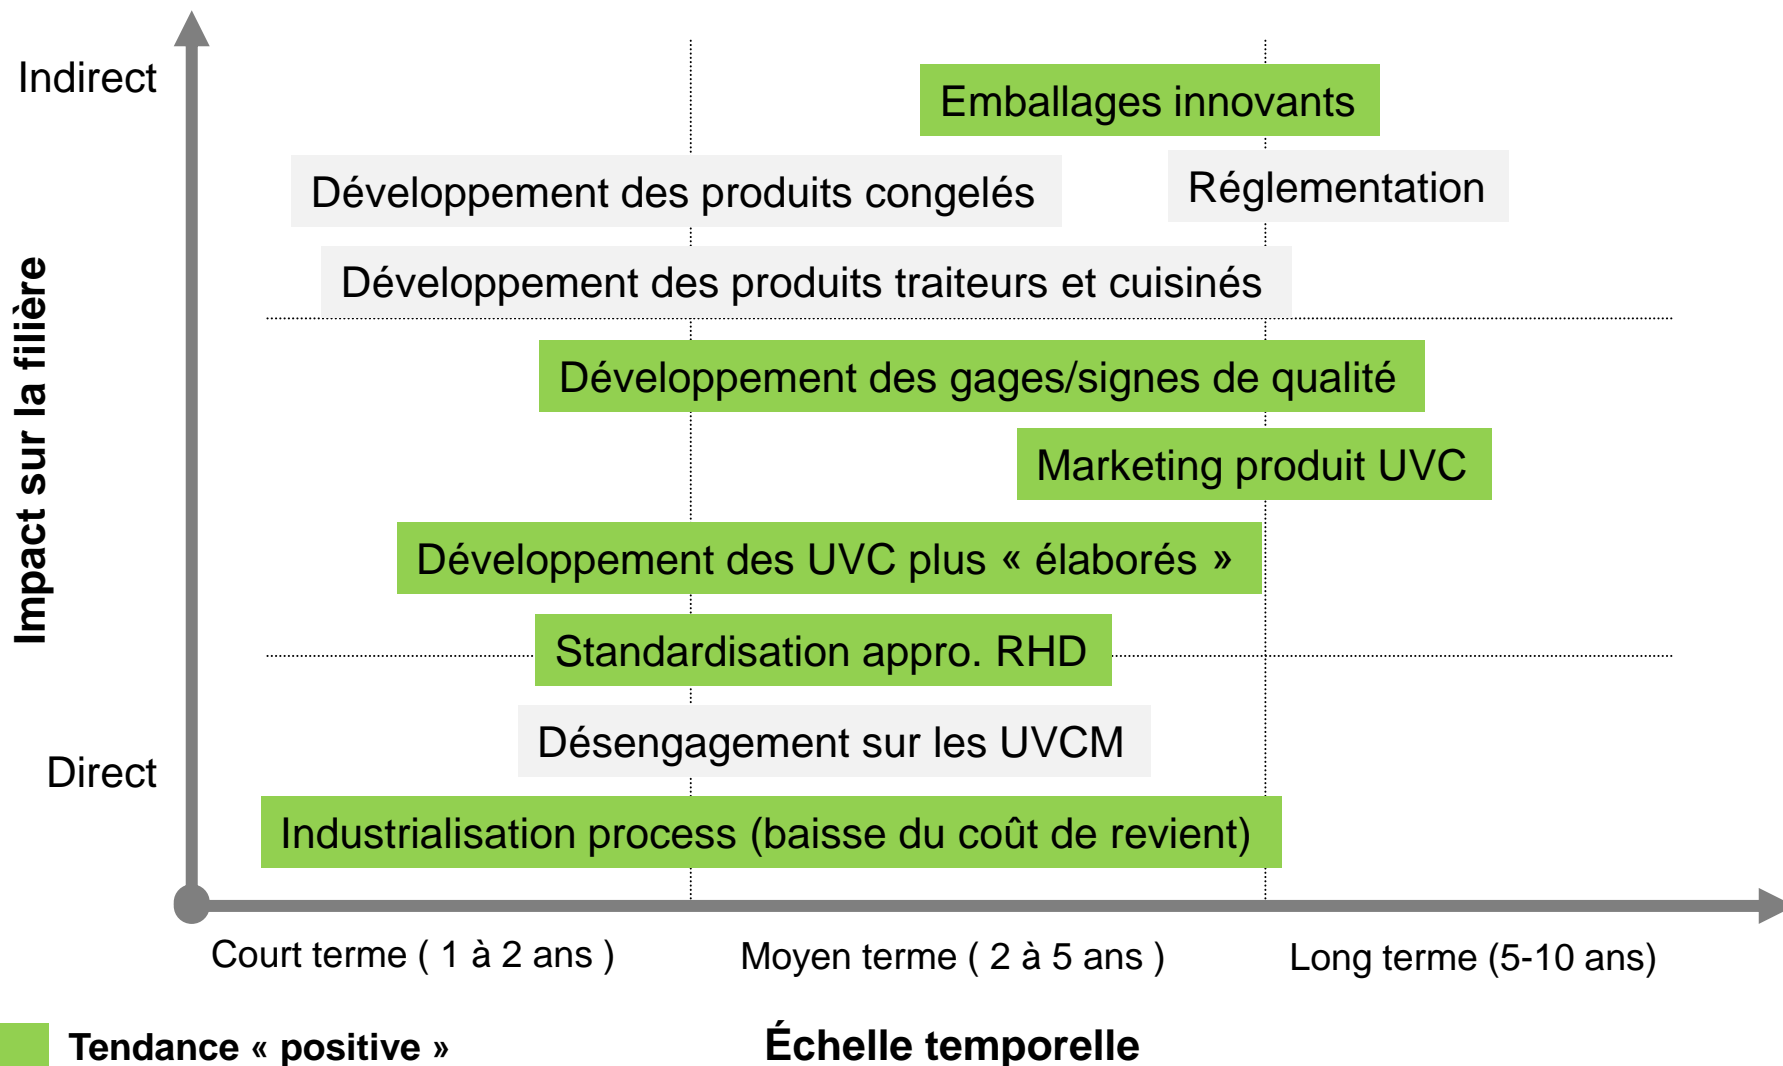 Indirect
Emballages innovants
Développement des produits congelés
Réglementation
Développement des produits traiteurs et cuisinés
Impact sur la filière
Développement des gages/signes de qualité
Marketing produit UVC
Développement des UVC plus « élaborés »
Standardisation appro. RHD
Désengagement sur les UVCM
Direct
Industrialisation process (baisse du coût de revient)
Court terme ( 1 à 2 ans )
Moyen terme ( 2 à 5 ans )
Long terme (5-10 ans)
Tendance « positive »
Échelle temporelle